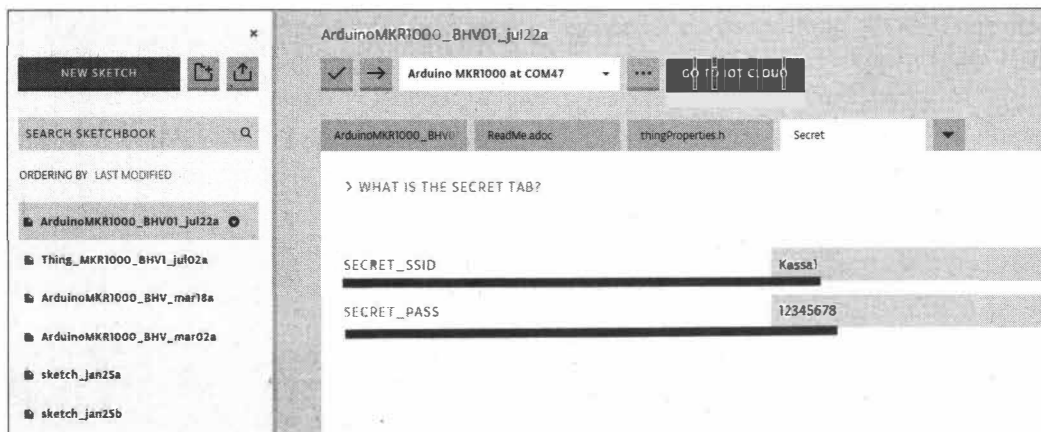 ×
ArduinoMKR1000_BHV01_jul22a
NEW SKETCH
Arduino MKR1000 at COM47
GO TO IOT CLOUD
SEARCH SKETCHBOOK
ArduinoMKR1000_BHV0
ReadMe.adoc
thingProperties.h
Secret
ORDERING BY LAST MODIFIED
> WHAT IS THE SECRET TAB?
ArduinoMKR1000_BHV01_jul22a
Thing_MKR1000_BHV1_jul02a
SECRET_SSID
Kassa1
ArduinoMKR1000_BHV_mar18a
SECRET_PASS
12345678
ArduinoMKR1000_BHV_mar02a
sketch_jan25a
sketch_jan25b